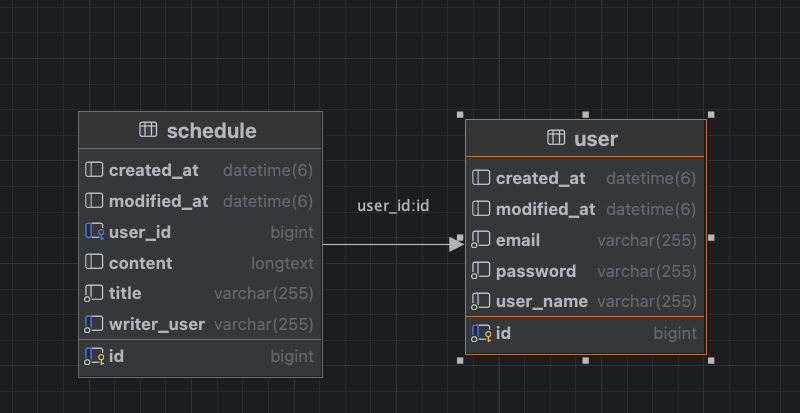 schedule
created_at datetime(6)
modified_at datetime(6)
user_id bigint
content longtext
title varchar(255)
writer_user varchar(255)
id bigint
user_id:id
user
created_at datetime(6)
modified_at datetime(6)
email varchar(255)
password varchar(255)
user_name varchar(255)
id bigint